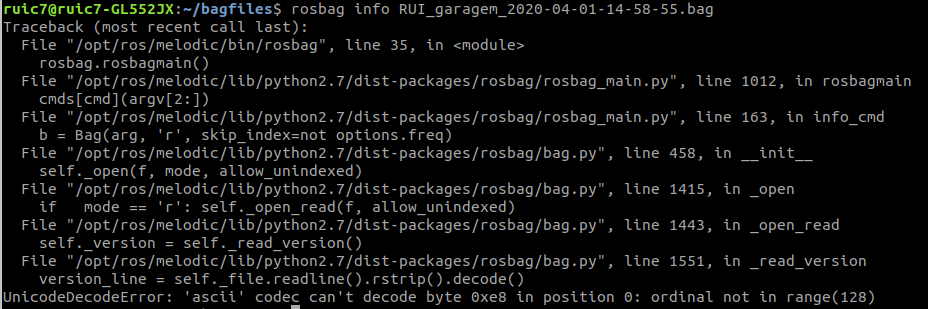 ruic7@ruic7-GL552JX:~/bagfiles$ rosbag info RUI_garagem_2020-04-01-14-58-55.bag
Traceback (most recent call last):
  File "/opt/ros/melodic/bin/rosbag", line 35, in <module>
    rosbag.rosbagmain()
  File "/opt/ros/melodic/lib/python2.7/dist-packages/rosbag/rosbag_main.py", line 1012, in rosbagmain
    cmds[cmd](argv[2:])
  File "/opt/ros/melodic/lib/python2.7/dist-packages/rosbag/rosbag_main.py", line 163, in info_cmd
    b = Bag(arg, 'r', skip_index=not options.freq)
  File "/opt/ros/melodic/lib/python2.7/dist-packages/rosbag/bag.py", line 458, in __init__
    self._open(f, mode, allow_unindexed)
  File "/opt/ros/melodic/lib/python2.7/dist-packages/rosbag/bag.py", line 1415, in _open
    if   mode == 'r': self._open_read(f, allow_unindexed)
  File "/opt/ros/melodic/lib/python2.7/dist-packages/rosbag/bag.py", line 1443, in _open_read
    self._version = self._read_version()
  File "/opt/ros/melodic/lib/python2.7/dist-packages/rosbag/bag.py", line 1551, in _read_version
    version_line = self._file.readline().rstrip().decode()
UnicodeDecodeError: 'ascii' codec can't decode byte 0xe8 in position 0: ordinal not in range(128)